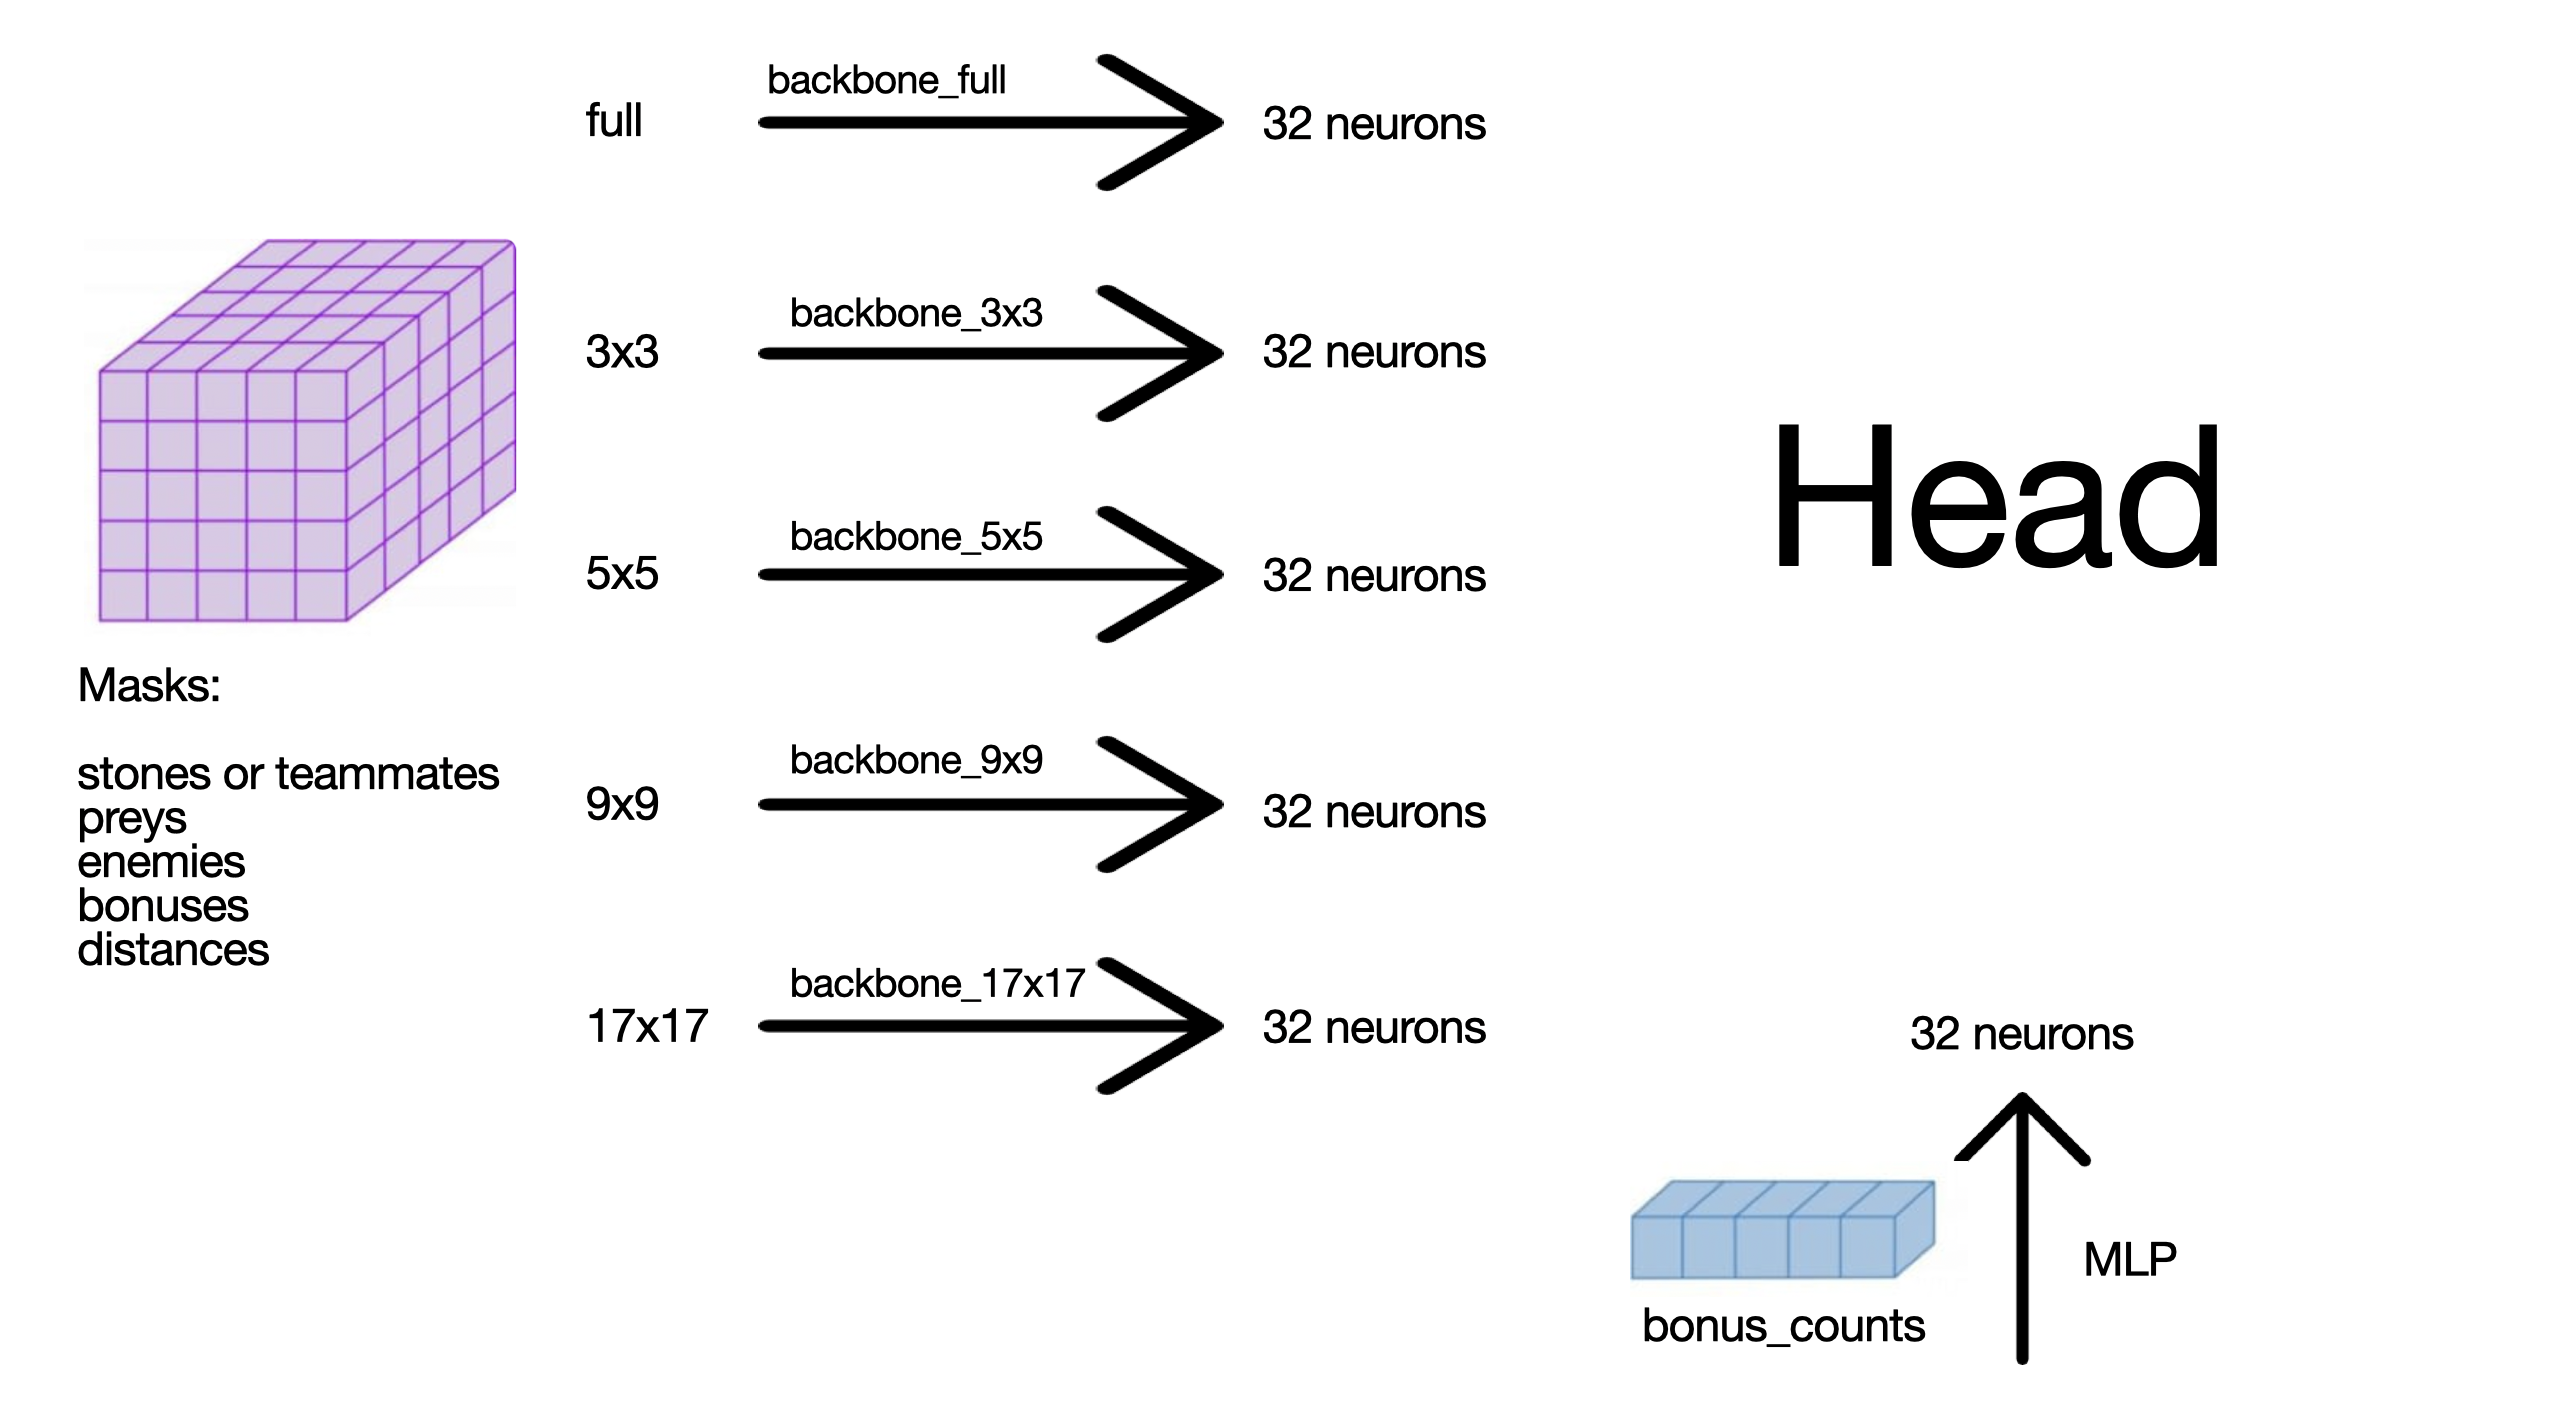 full
backbone_full
32 neurons
3x3
backbone_3x3
32 neurons
5x5
backbone_5x5
32 neurons
Head
Masks:
stones or teammates
preys
enemies
bonuses
distances
9x9
backbone_9x9
32 neurons
17x17
backbone_17x17
32 neurons
32 neurons
MLP
bonus_counts